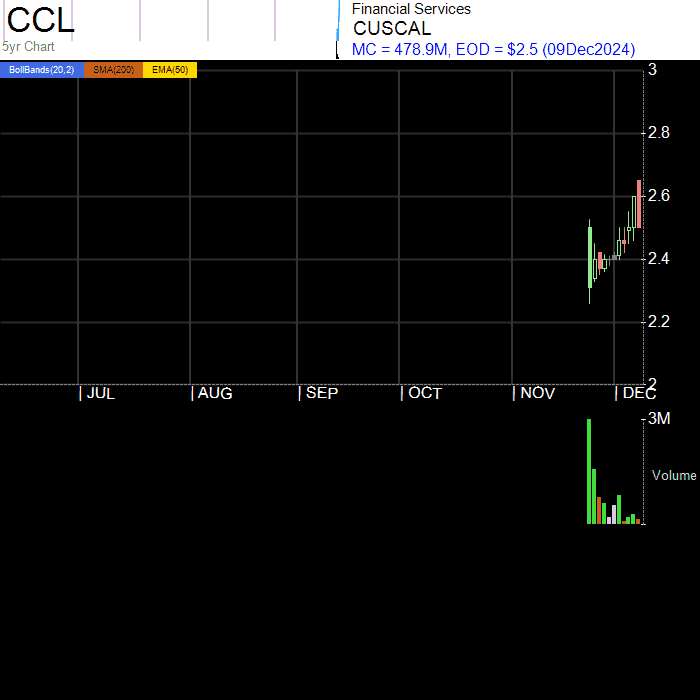 CCL
5yr Chart
Financial Services
CUSCAL
MC = 478.9M, EOD = $2.5 (09Dec2024)
BollBands(20,2) SMA(200) EMA(50)
3
2.8
2.6
2.4
2.2
2
JUL AUG SEP OCT NOV DEC
3M
Volume